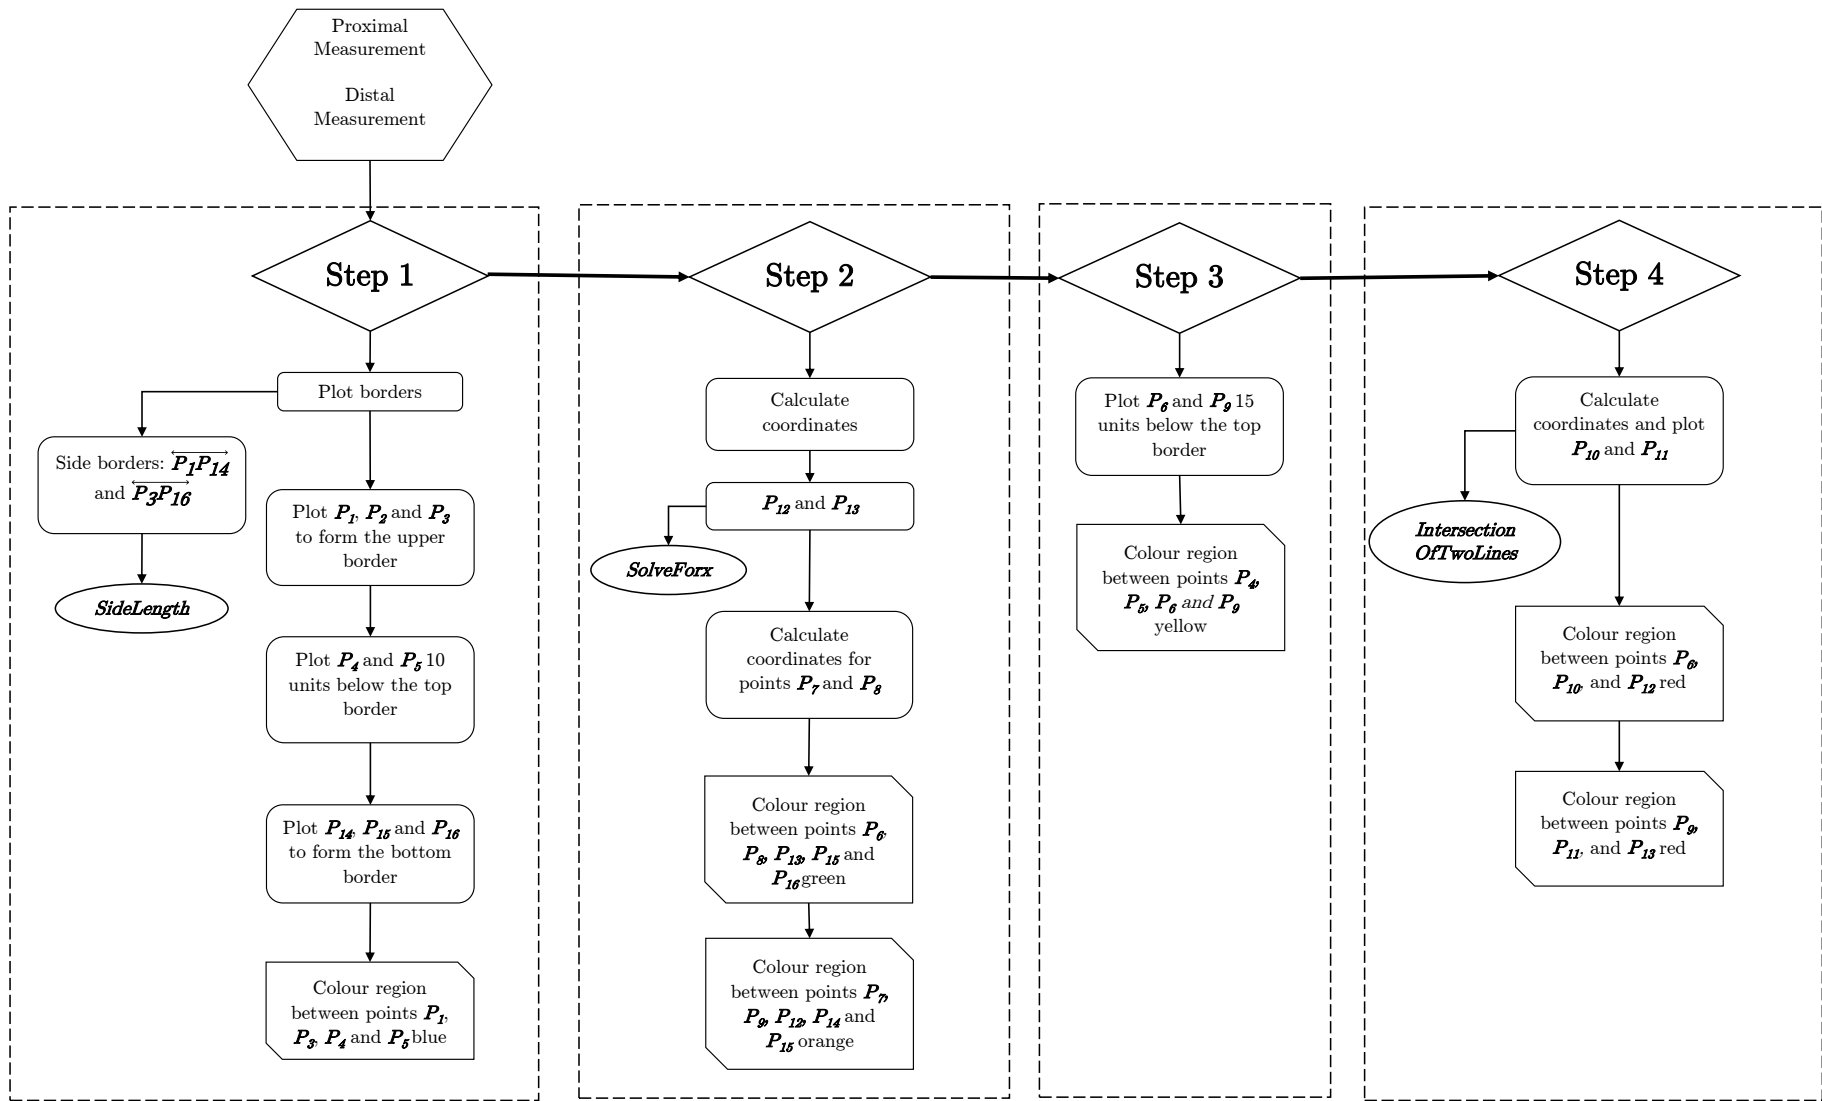 Proximal
Measurement
Distal
Measurement
Step 1
Plot borders
Side borders: P1P14
and P3P16
SideLength
Plot P1, P2 and P3
to form the upper
border
Plot P4 and P5 10
units below the top
border
Plot P14, P15 and P16
to form the bottom
border
Colour region
between points P1,
P3, P4 and P5 blue
Step 2
Calculate
coordinates
P12 and P13
SolveForx
Calculate
coordinates for
points P7 and P8
Colour region
between points P6,
P8, P13, P15 and
P16 green
Colour region
between points P7,
P9, P12, P14 and
P15 orange
Step 3
Plot P6 and P9 15
units below the top
border
Colour region
between points P4,
P5, P6 and P9
yellow
Step 4
Calculate
coordinates and plot
P10 and P11
Intersection
OfTwoLines
Colour region
between points P6,
P10, and P12 red
Colour region
between points P9,
P11, and P13 red